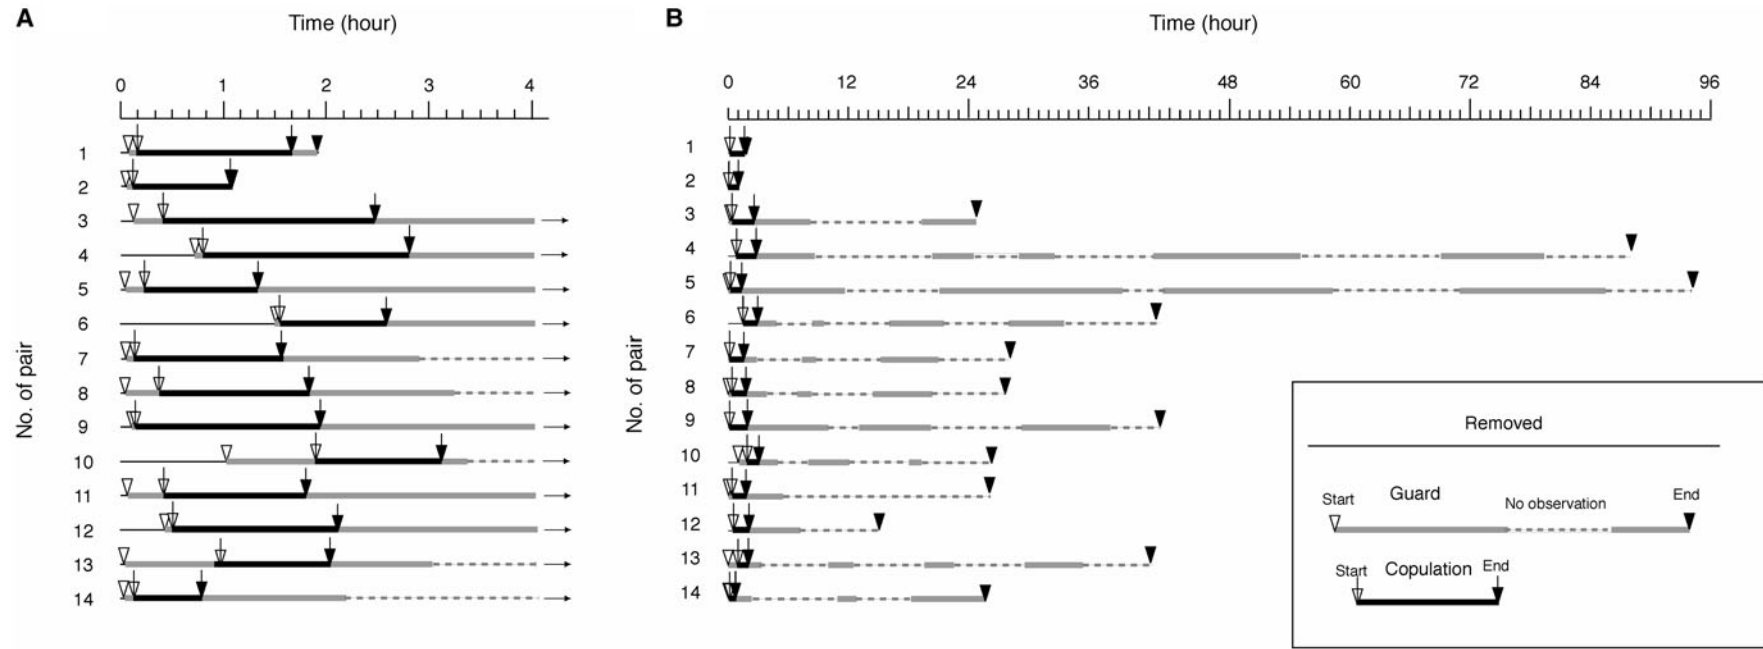 A
Time (hour)
0 1 2 3 4
No. of pair
1
2
3
4
5
6
7
8
9
10
11
12
13
14
B
Time (hour)
0 12 24 36 48 60 72 84 96
No. of pair
1
2
3
4
5
6
7
8
9
10
11
12
13
14
Removed
Start Guard No observation End
Start Copulation End